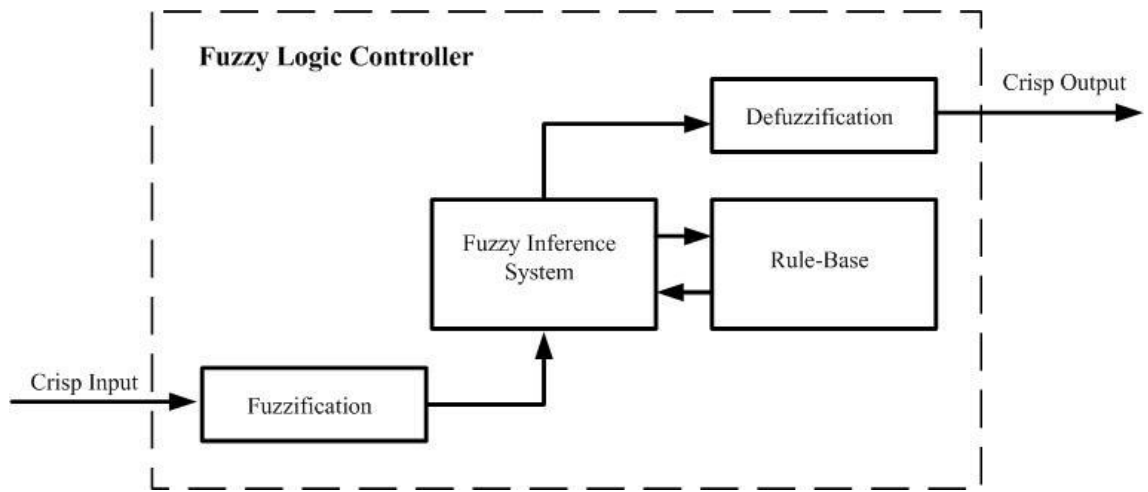 Fuzzy Logic Controller
Crisp Output
Defuzzification
Fuzzy Inference
System
Rule-Base
Crisp Input
Fuzzification